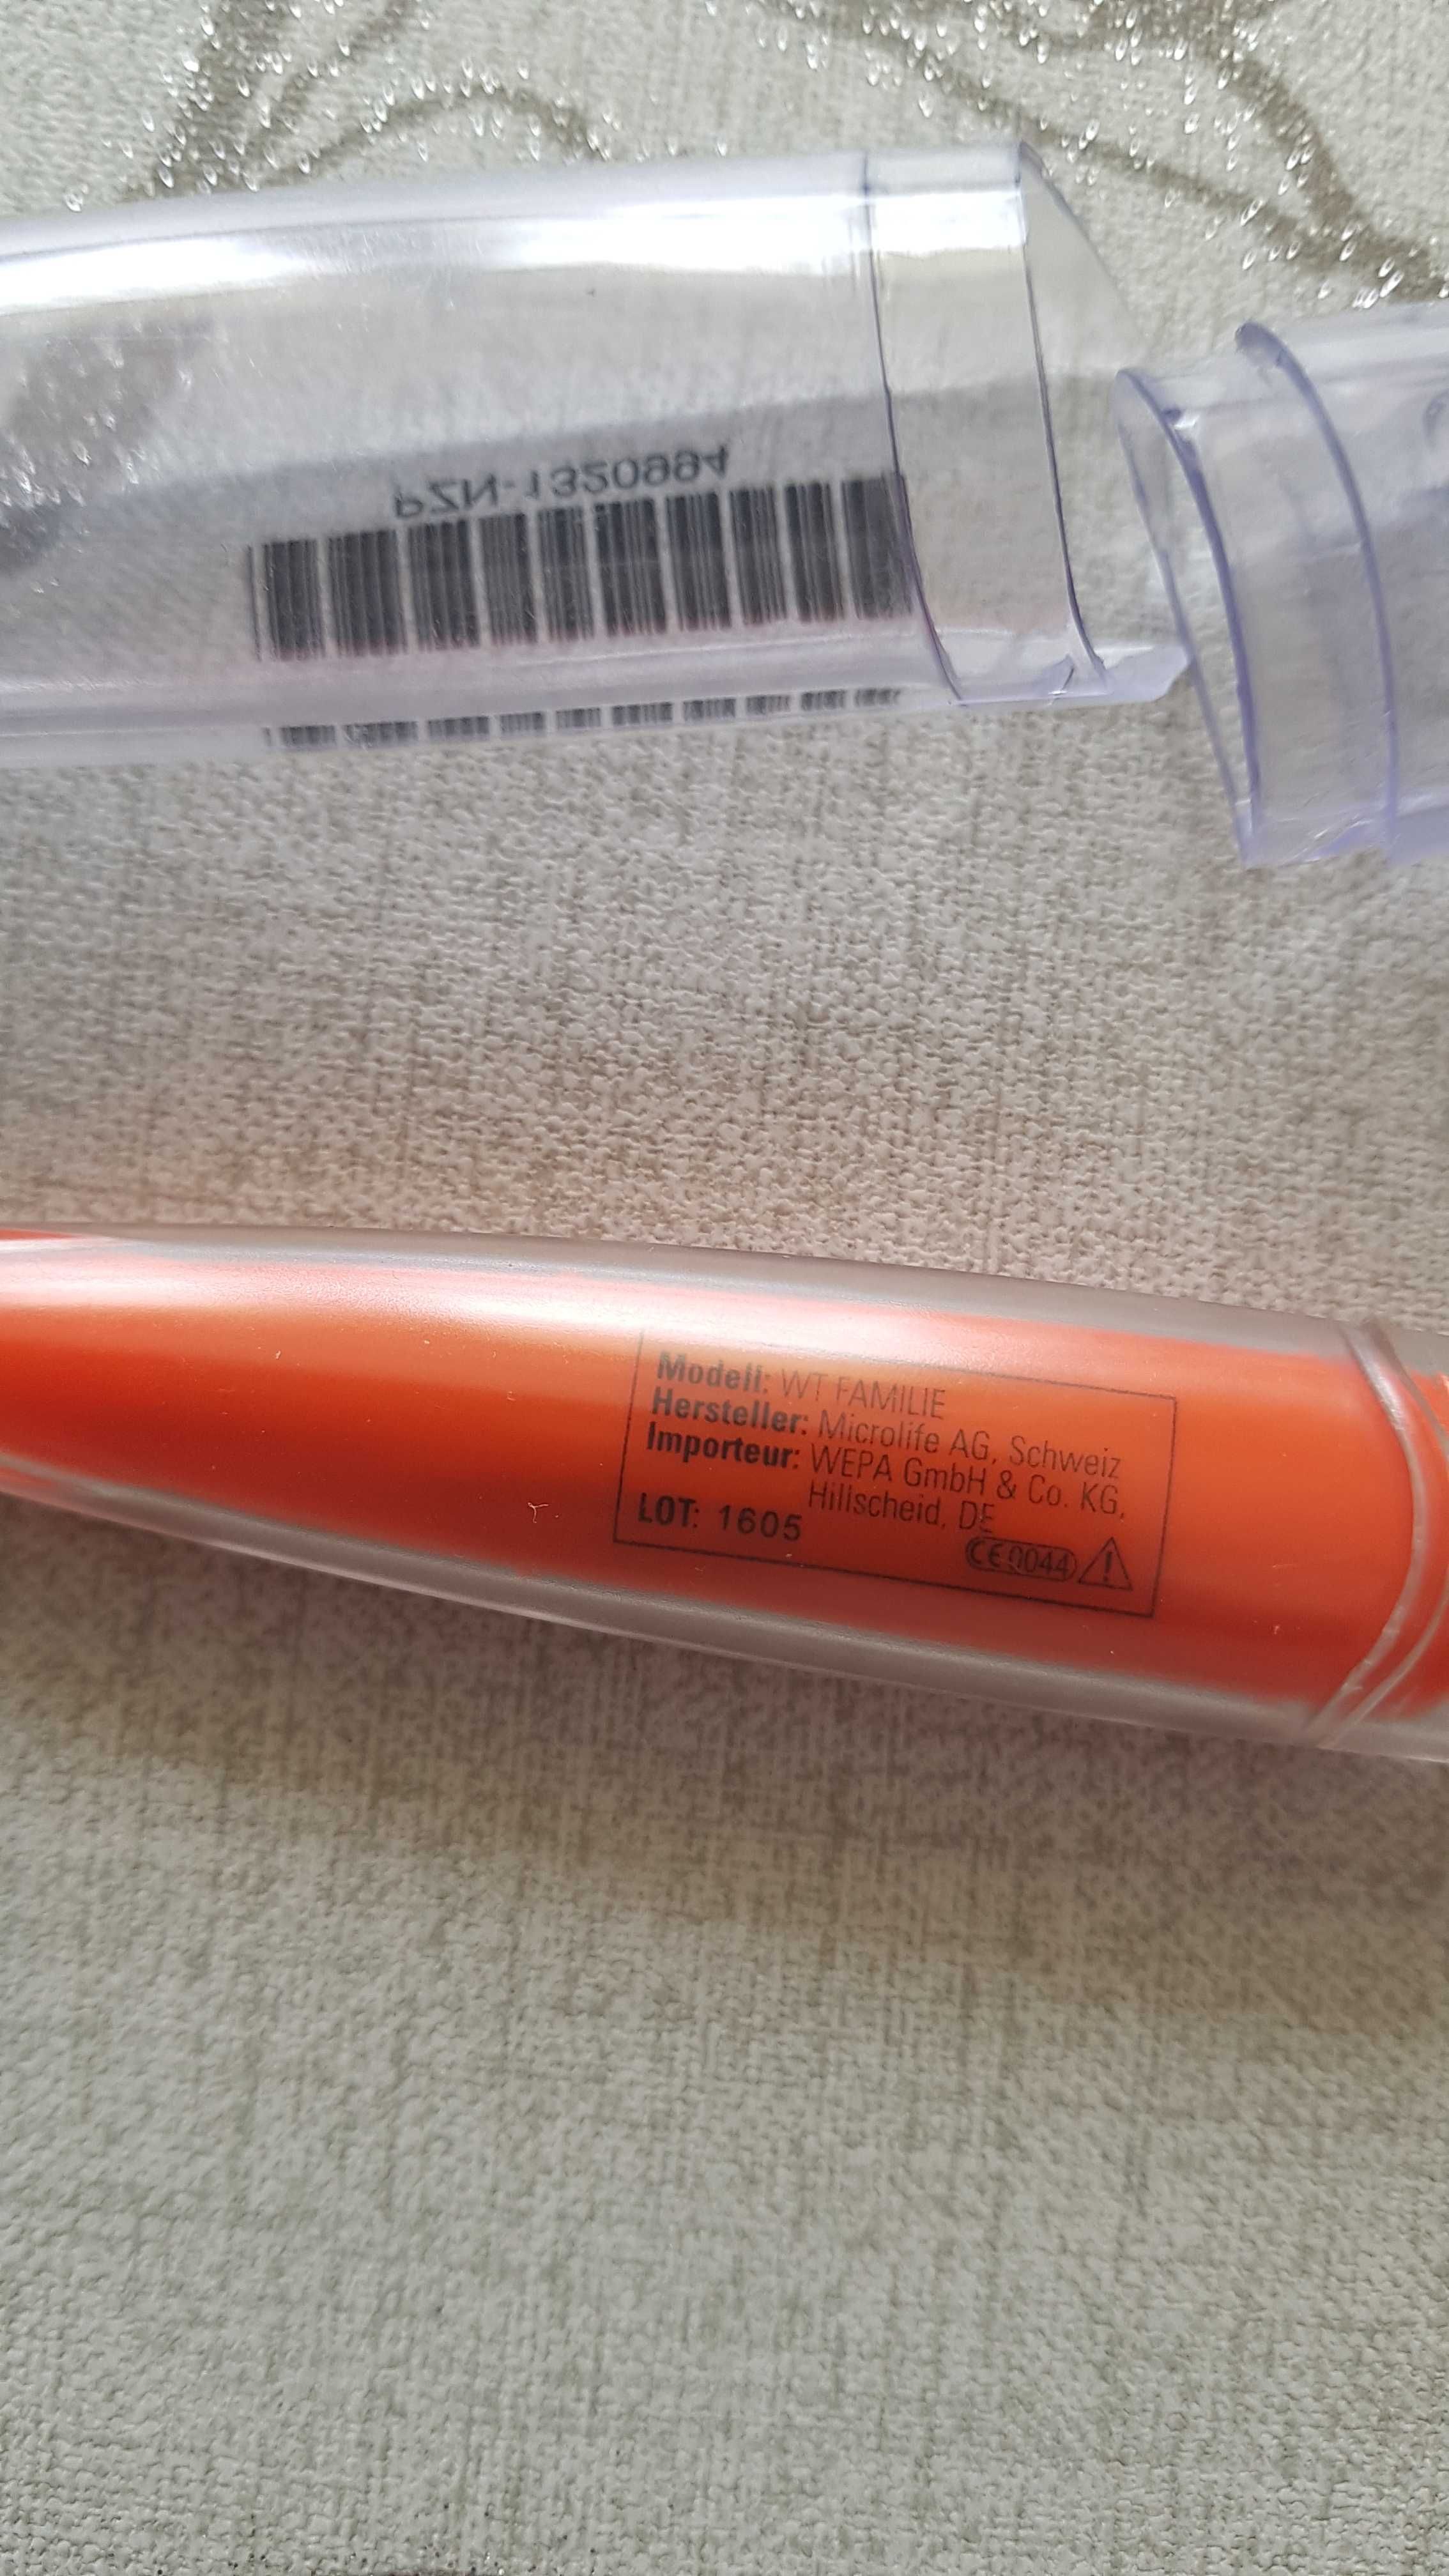 PZN-1320994
Modell: WT FAMILIE
Hersteller: Microlife AG, Schweiz
Importeur: WEPA GmbH & Co. KG,
Hillscheid, DE
LOT: 1605
CE 0044